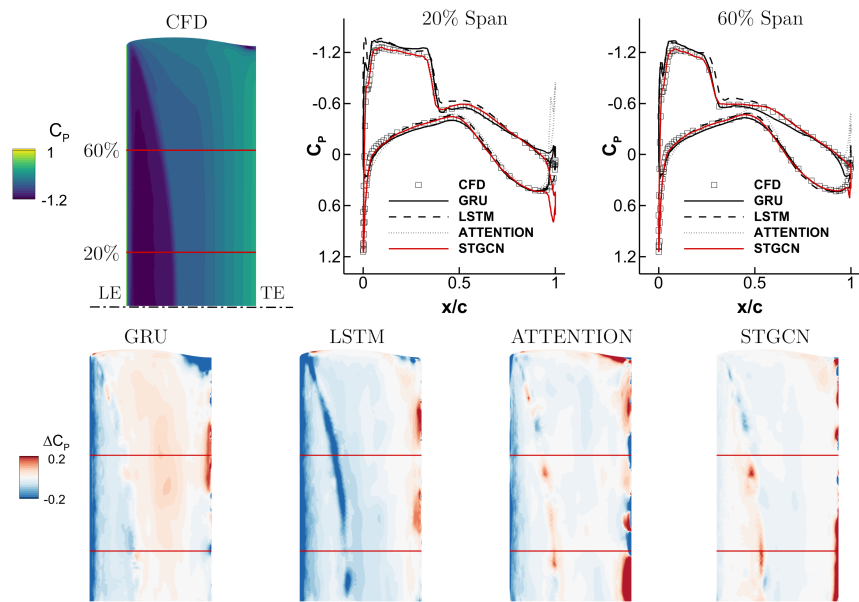 CFD
20% Span
60% Span
C_P
1
-1.2
60%
20%
LE
TE
C_P
-1.2
-0.6
0
0.6
1.2
CFD
GRU
LSTM
ATTENTION
STGCN
0
0.5
1
x/c
C_P
-1.2
-0.6
0
0.6
1.2
CFD
GRU
LSTM
ATTENTION
STGCN
0
0.5
1
x/c
GRU
LSTM
ATTENTION
STGCN
ΔC_P
0.2
-0.2